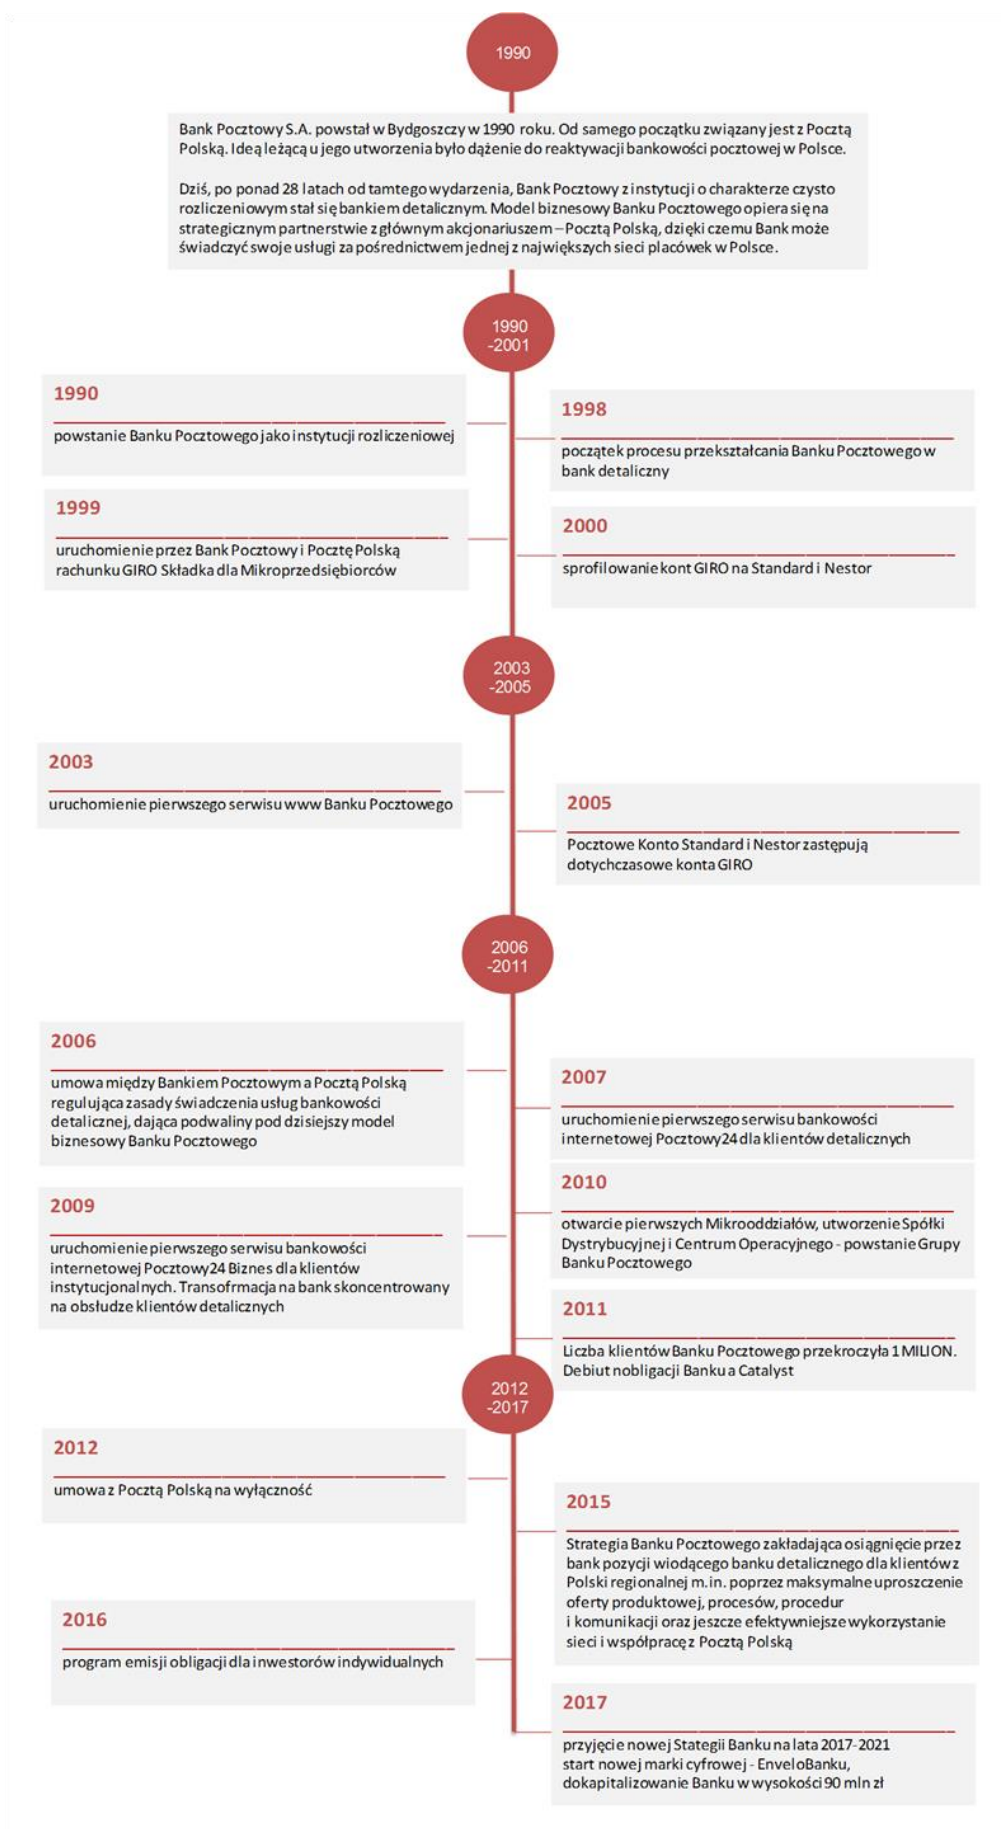 1990
Bank Pocztowy S.A. powstał w Bydgoszczy w 1990 roku. Od samego początku związany jest z Pocztą
Polską. Ideą leżącą u jego utworzenia było dążenie do reaktywacji bankowości pocztowej w Polsce.
Dziś, po ponad 28 latach od tamtego wydarzenia, Bank Pocztowy z instytucji o charakterze czysto
rozliczeniowym stał się bankiem detalicznym. Model biznesowy Banku Pocztowego opiera się na
strategicznym partnerstwie z głównym akcjonariuszem – Pocztą Polską, dzięki czemu Bank może
świadczyć swoje usługi za pośrednictwem jednej z największych sieci placówek w Polsce.
1990
-2001
1990
powstanie Banku Pocztowego jako instytucji rozliczeniowej
1998
początek procesu przekształcania Banku Pocztowego w
bank detaliczny
1999
uruchomienie przez Bank Pocztowy i Pocztę Polską
rachunku GIRO Składka dla Mikroprzedsiębiorców
2000
sprofilowanie kont GIRO na Standard i Nestor
2003
-2005
2003
uruchomienie pierwszego serwisu www Banku Pocztowego
2005
Pocztowe Konto Standard i Nestor zastępują
dotychczasowe konta GIRO
2006
-2011
2006
umowa między Bankiem Pocztowym a Pocztą Polską
regulująca zasady świadczenia usług bankowości
detalicznej, dająca podwaliny pod dzisiejszy model
biznesowy Banku Pocztowego
2007
uruchomienie pierwszego serwisu bankowości
internetowej Pocztowy24 dla klientów detalicznych
2009
uruchomienie pierwszego serwisu bankowości
internetowej Pocztowy24 Biznes dla klientów
instytucjonalnych. Transofrmacja na bank skoncentrowany
na obsłudze klientów detalicznych
2010
otwarcie pierwszych Mikrooddziałów, utworzenie Spółki
Dystrybucyjnej i Centrum Operacyjnego - powstanie Grupy
Banku Pocztowego
2011
Liczba klientów Banku Pocztowego przekroczyła 1 MILION.
Debiut nobligacji Banku a Catalyst
2012
-2017
2012
umowa z Pocztą Polską na wyłączność
2015
Strategia Banku Pocztowego zakładająca osiągnięcie przez
bank pozycji wiodącego banku detalicznego dla klientów z
Polski regionalnej m.in. poprzez maksymalne uproszczenie
oferty produktowej, procesów, procedur
i komunikacji oraz jeszcze efektywniejsze wykorzystanie
sieci i współpracę z Pocztą Polską
2016
program emisji obligacji dla inwestorów indywidualnych
2017
przyjęcie nowej Stategii Banku na lata 2017-2021
start nowej marki cyfrowej - EnveloBanku,
dokapitalizowanie Banku w wysokości 90 mln zł